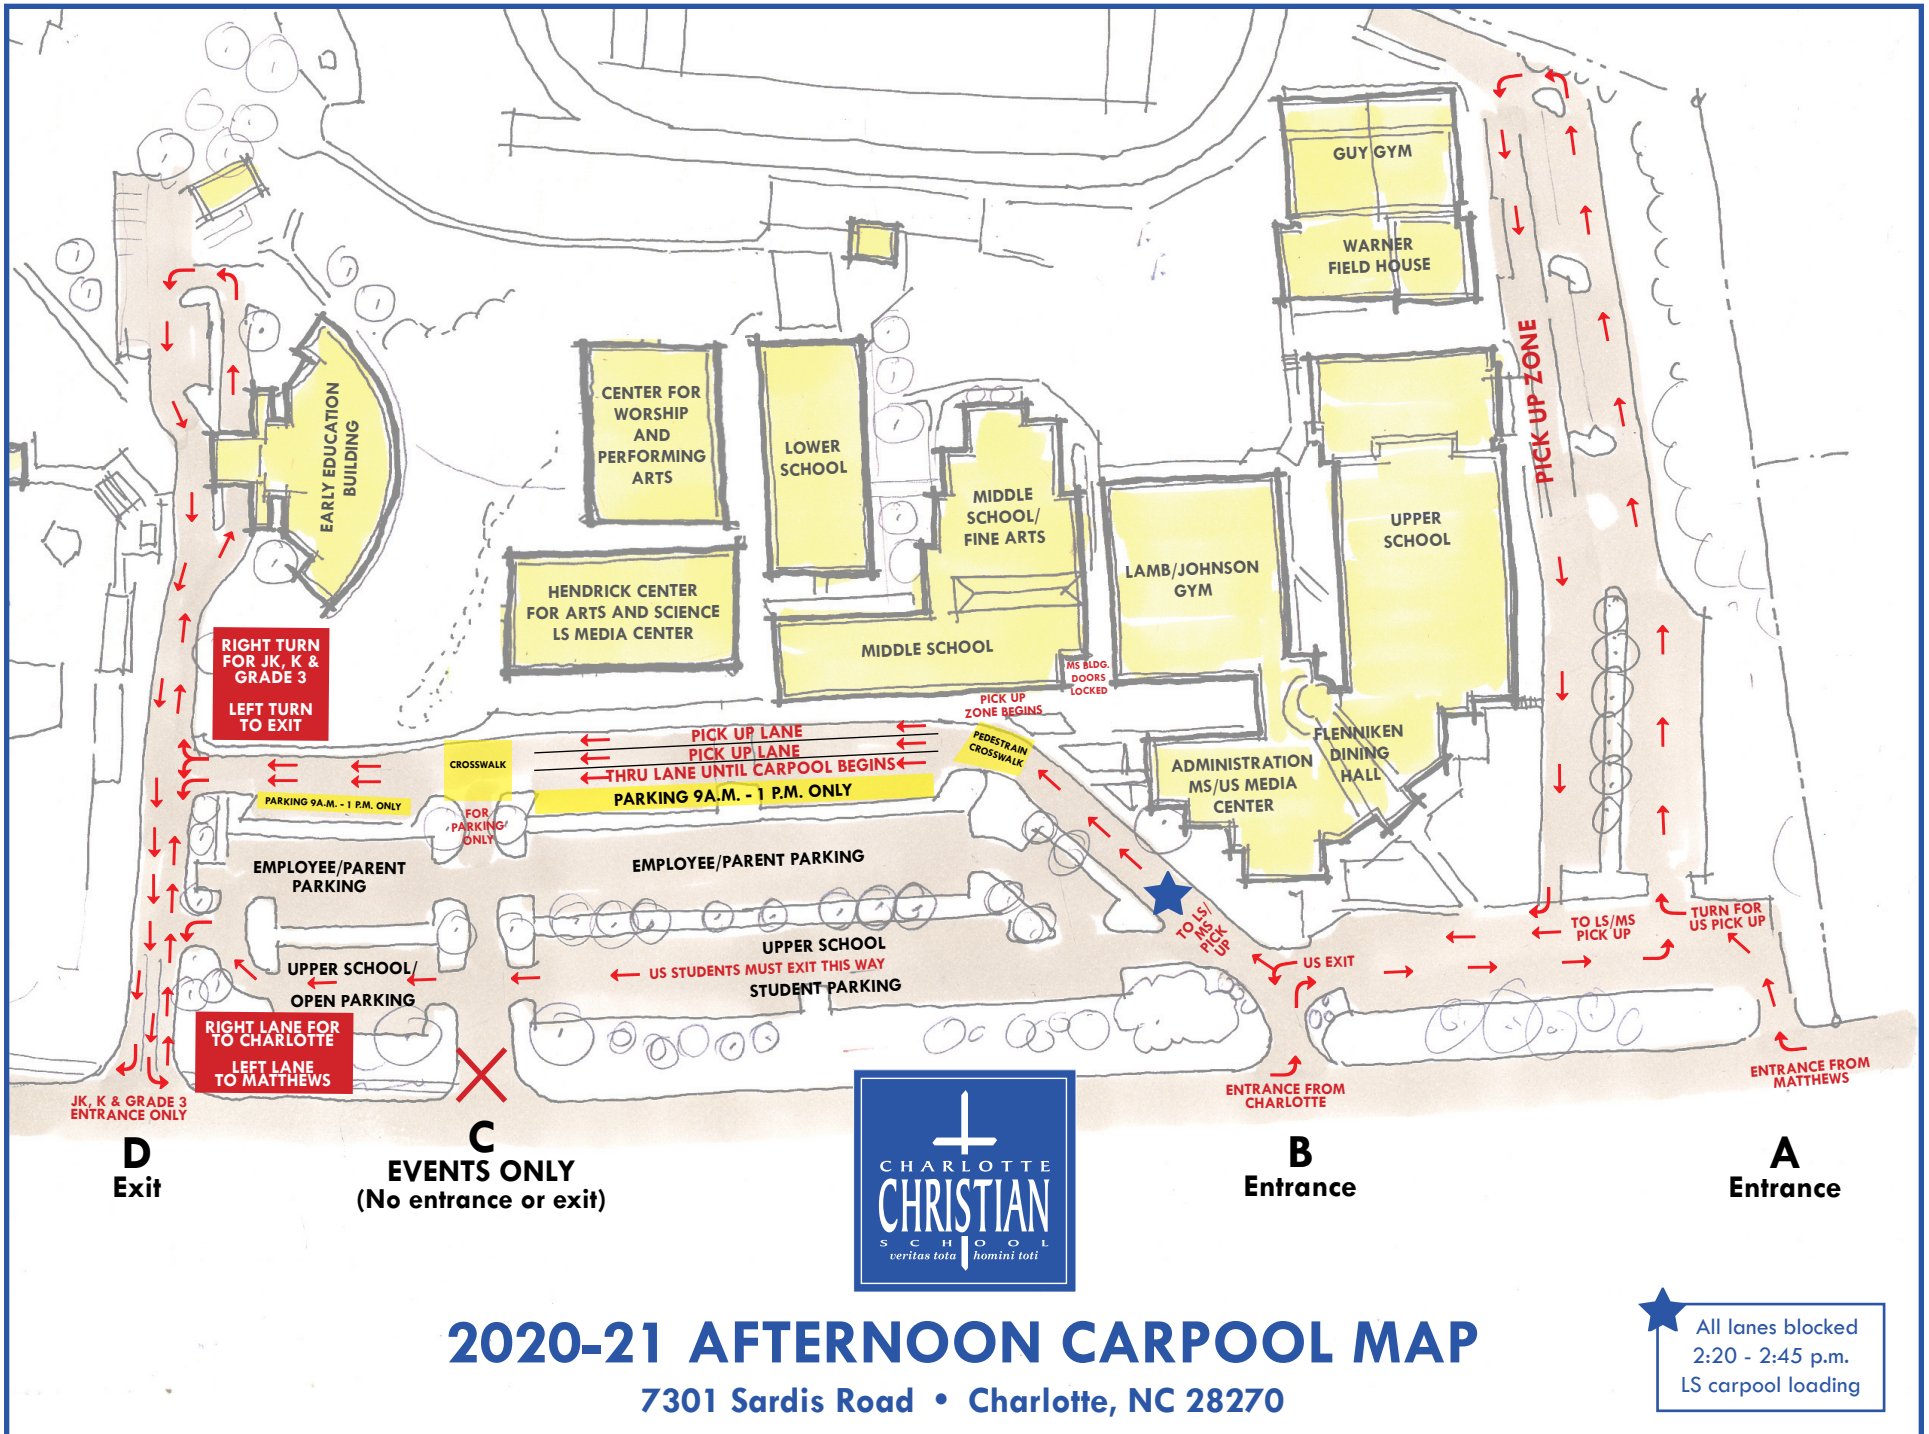 GUY GYM
WARNER
FIELD HOUSE
PICK UP ZONE
EARLY EDUCATION
BUILDING
CENTER FOR
WORSHIP
AND
PERFORMING
ARTS
LOWER
SCHOOL
MIDDLE
SCHOOL/
FINE ARTS
UPPER
SCHOOL
LAMB/JOHNSON
GYM
HENDRICK CENTER
FOR ARTS AND SCIENCE
LS MEDIA CENTER
MIDDLE SCHOOL
MS BLDG.
DOORS
LOCKED
RIGHT TURN
FOR JK, K &
GRADE 3
LEFT TURN
TO EXIT
PICK UP
ZONE BEGINS
PICK UP LANE
PICK UP LANE
THRU LANE UNTIL CARPOOL BEGINS
PEDESTRAIN
CROSSWALK
CROSSWALK
FLENNIKEN
DINING
HALL
ADMINISTRATION
MS/US MEDIA
CENTER
PARKING 9A.M. - 1 P.M. ONLY
PARKING 9A.M. - 1 P.M. ONLY
FOR
PARKING
ONLY
EMPLOYEE/PARENT
PARKING
EMPLOYEE/PARENT PARKING
TO LS/
MS
PICK
UP
TO LS/MS
PICK UP
TURN FOR
US PICK UP
UPPER SCHOOL
US STUDENTS MUST EXIT THIS WAY
STUDENT PARKING
US EXIT
UPPER SCHOOL/
OPEN PARKING
RIGHT LANE FOR
TO CHARLOTTE
LEFT LANE
TO MATTHEWS
JK, K & GRADE 3
ENTRANCE ONLY
ENTRANCE FROM
CHARLOTTE
ENTRANCE FROM
MATTHEWS
D
Exit
C
EVENTS ONLY
(No entrance or exit)
B
Entrance
A
Entrance
CHARLOTTE
CHRISTIAN
SCHOOL
veritas tota homini toti
2020-21 AFTERNOON CARPOOL MAP
7301 Sardis Road • Charlotte, NC 28270
All lanes blocked
2:20 - 2:45 p.m.
LS carpool loading